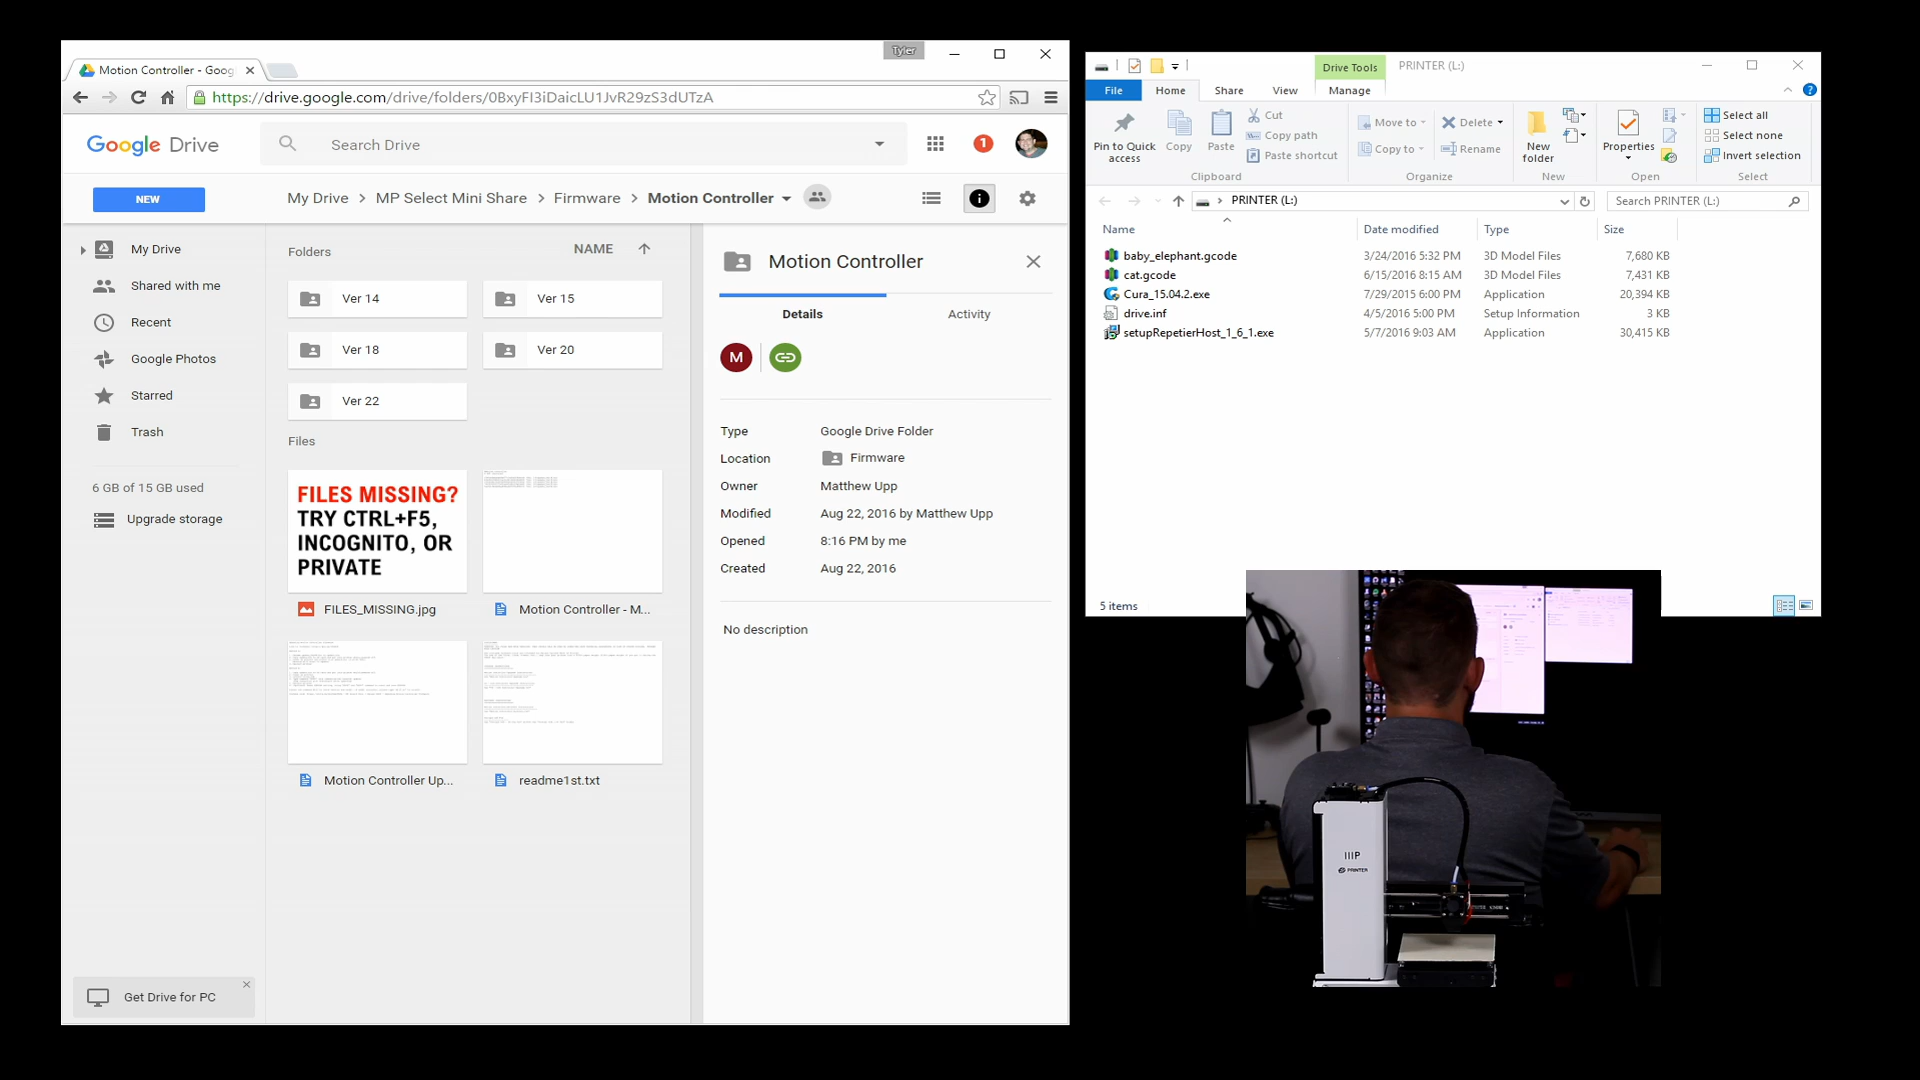 Tyler
Motion Controller - Goog
https://drive.google.com/drive/folders/0BxyFI3iDaicLU1JvR29zS3dUTzA
Google Drive
Search Drive
1
NEW
My Drive > MP Select Mini Share > Firmware > Motion Controller
My Drive
Shared with me
Recent
Google Photos
Starred
Trash
6 GB of 15 GB used
Upgrade storage
Get Drive for PC
Folders
NAME
Ver 14
Ver 15
Ver 18
Ver 20
Ver 22
Files
FILES MISSING?
TRY CTRL+F5,
INCOGNITO, OR
PRIVATE
FILES_MISSING.jpg
Motion Controller - M...
Motion Controller Up...
readme1st.txt
Motion Controller
Details
Activity
M
Type Google Drive Folder
Location Firmware
Owner Matthew Upp
Modified Aug 22, 2016 by Matthew Upp
Opened 8:16 PM by me
Created Aug 22, 2016
No description
Drive Tools
PRINTER (L:)
File
Home
Share
View
Manage
Pin to Quick
access
Copy
Paste
Cut
Copy path
Paste shortcut
Clipboard
Move to
Copy to
Delete
Rename
Organize
New
folder
New
Properties
Open
Select all
Select none
Invert selection
Select
PRINTER (L:)
Search PRINTER (L:)
Name Date modified Type Size
baby_elephant.gcode 3/24/2016 5:32 PM 3D Model Files 7,680 KB
cat.gcode 6/15/2016 8:15 AM 3D Model Files 7,431 KB
Cura_15.04.2.exe 7/29/2015 6:00 PM Application 20,394 KB
drive.inf 4/5/2016 5:00 PM Setup Information 3 KB
setupRepetierHost_1_6_1.exe 5/7/2016 9:03 AM Application 30,415 KB
5 items
IIIP
PRINTER